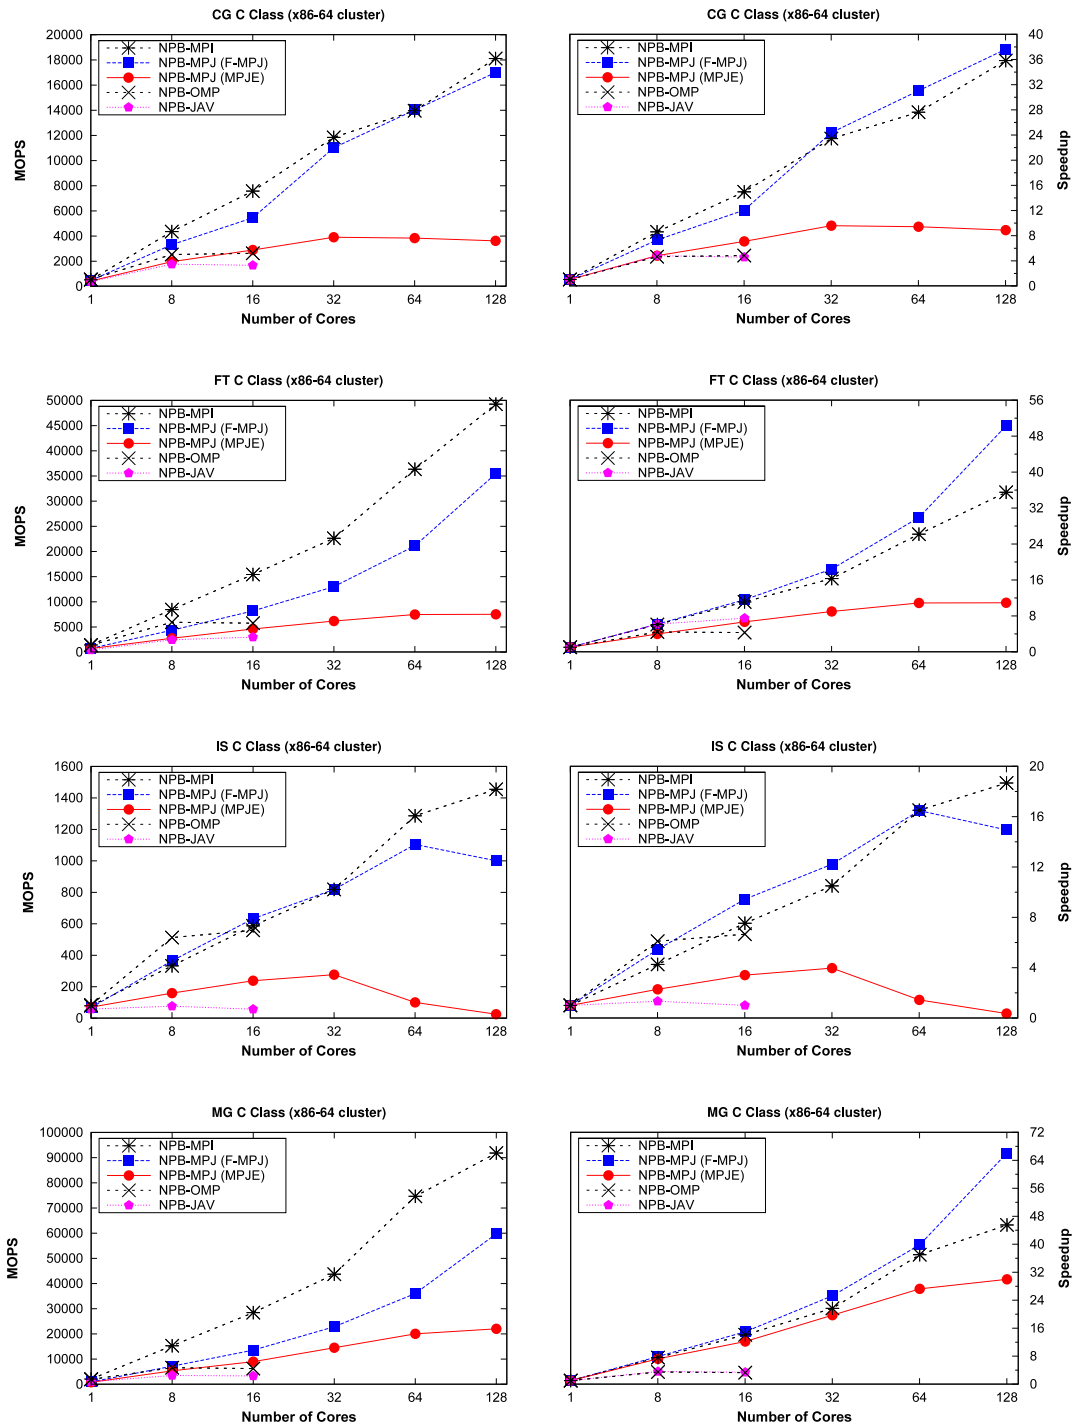 CG C Class (x86-64 cluster)
20000
18000
16000
14000
12000
10000
8000
6000
4000
2000
0
MOPS
NPB-MPI
NPB-MPJ (F-MPJ)
NPB-MPJ (MPJE)
NPB-OMP
NPB-JAV
1 8 16 32 64 128
Number of Cores
CG C Class (x86-64 cluster)
NPB-MPI
NPB-MPJ (F-MPJ)
NPB-MPJ (MPJE)
NPB-OMP
NPB-JAV
40
36
32
28
24
20
16
12
8
4
0
Speedup
1 8 16 32 64 128
Number of Cores
FT C Class (x86-64 cluster)
50000
45000
40000
35000
30000
25000
20000
15000
10000
5000
0
MOPS
NPB-MPI
NPB-MPJ (F-MPJ)
NPB-MPJ (MPJE)
NPB-OMP
NPB-JAV
1 8 16 32 64 128
Number of Cores
FT C Class (x86-64 cluster)
NPB-MPI
NPB-MPJ (F-MPJ)
NPB-MPJ (MPJE)
NPB-OMP
NPB-JAV
56
48
40
32
24
16
8
0
Speedup
1 8 16 32 64 128
Number of Cores
IS C Class (x86-64 cluster)
1600
1400
1200
1000
800
600
400
200
0
MOPS
NPB-MPI
NPB-MPJ (F-MPJ)
NPB-MPJ (MPJE)
NPB-OMP
NPB-JAV
1 8 16 32 64 128
Number of Cores
IS C Class (x86-64 cluster)
NPB-MPI
NPB-MPJ (F-MPJ)
NPB-MPJ (MPJE)
NPB-OMP
NPB-JAV
20
16
12
8
4
0
Speedup
1 8 16 32 64 128
Number of Cores
MG C Class (x86-64 cluster)
100000
90000
80000
70000
60000
50000
40000
30000
20000
10000
0
MOPS
NPB-MPI
NPB-MPJ (F-MPJ)
NPB-MPJ (MPJE)
NPB-OMP
NPB-JAV
1 8 16 32 64 128
Number of Cores
MG C Class (x86-64 cluster)
NPB-MPI
NPB-MPJ (F-MPJ)
NPB-MPJ (MPJE)
NPB-OMP
NPB-JAV
72
64
56
48
40
32
24
16
8
0
Speedup
1 8 16 32 64 128
Number of Cores